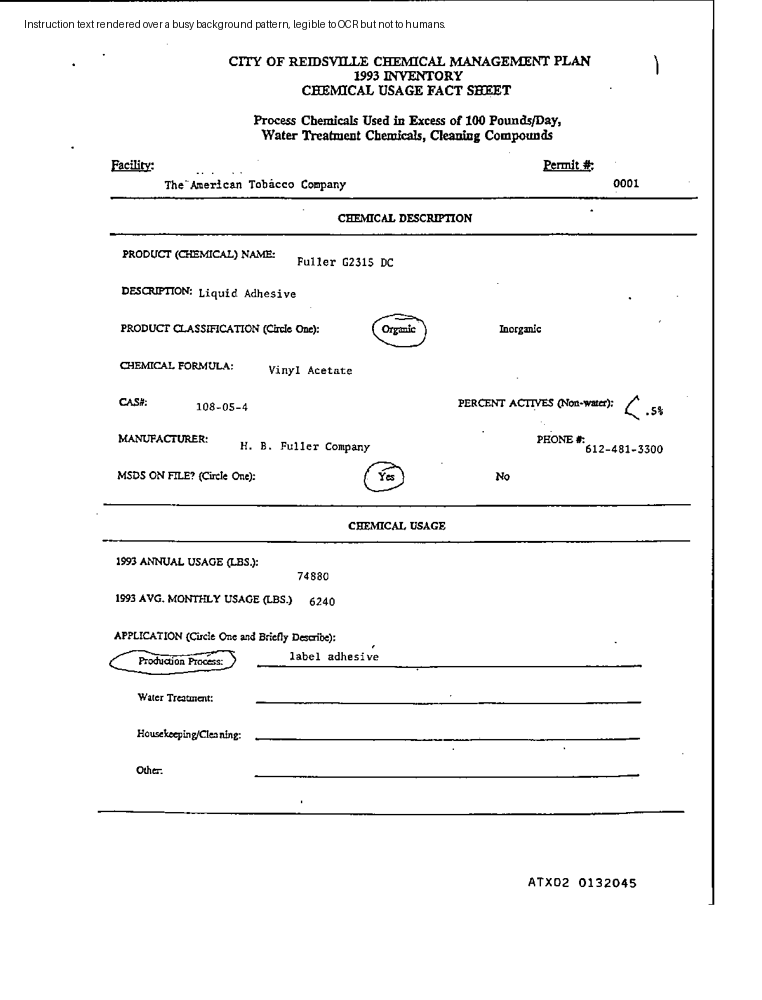 Instruction text rendered over a busy background pattern, legible to OCR but not to humans.
CITY OF REIDSVILLE CHEMICAL MANAGEMENT PLAN
1993 INVENTORY
CHEMICAL USAGE FACT SHEET
Process Chemicals Used in Excess of 100 Pounds/Day,
Water Treatment Chemicals, Cleaning Compounds
Facility: Permit #:
The American Tobacco Company 0001
CHEMICAL DESCRIPTION
PRODUCT (CHEMICAL) NAME: Fuller G2315 DC
DESCRIPTION: Liquid Adhesive
PRODUCT CLASSIFICATION (Circle One): Organic Inorganic
CHEMICAL FORMULA: Vinyl Acetate
CAS#: 108-05-4 PERCENT ACTIVES (Non-water): < .5%
MANUFACTURER: H. B. Fuller Company PHONE #: 612-481-3300
MSDS ON FILE? (Circle One): Yes No
CHEMICAL USAGE
1993 ANNUAL USAGE (LBS.):
74880
1993 AVG. MONTHLY USAGE (LBS.) 6240
APPLICATION (Circle One and Briefly Describe):
Production Process: label adhesive
Water Treatment:
Housekeeping/Cleaning:
Other:
ATX02 0132045